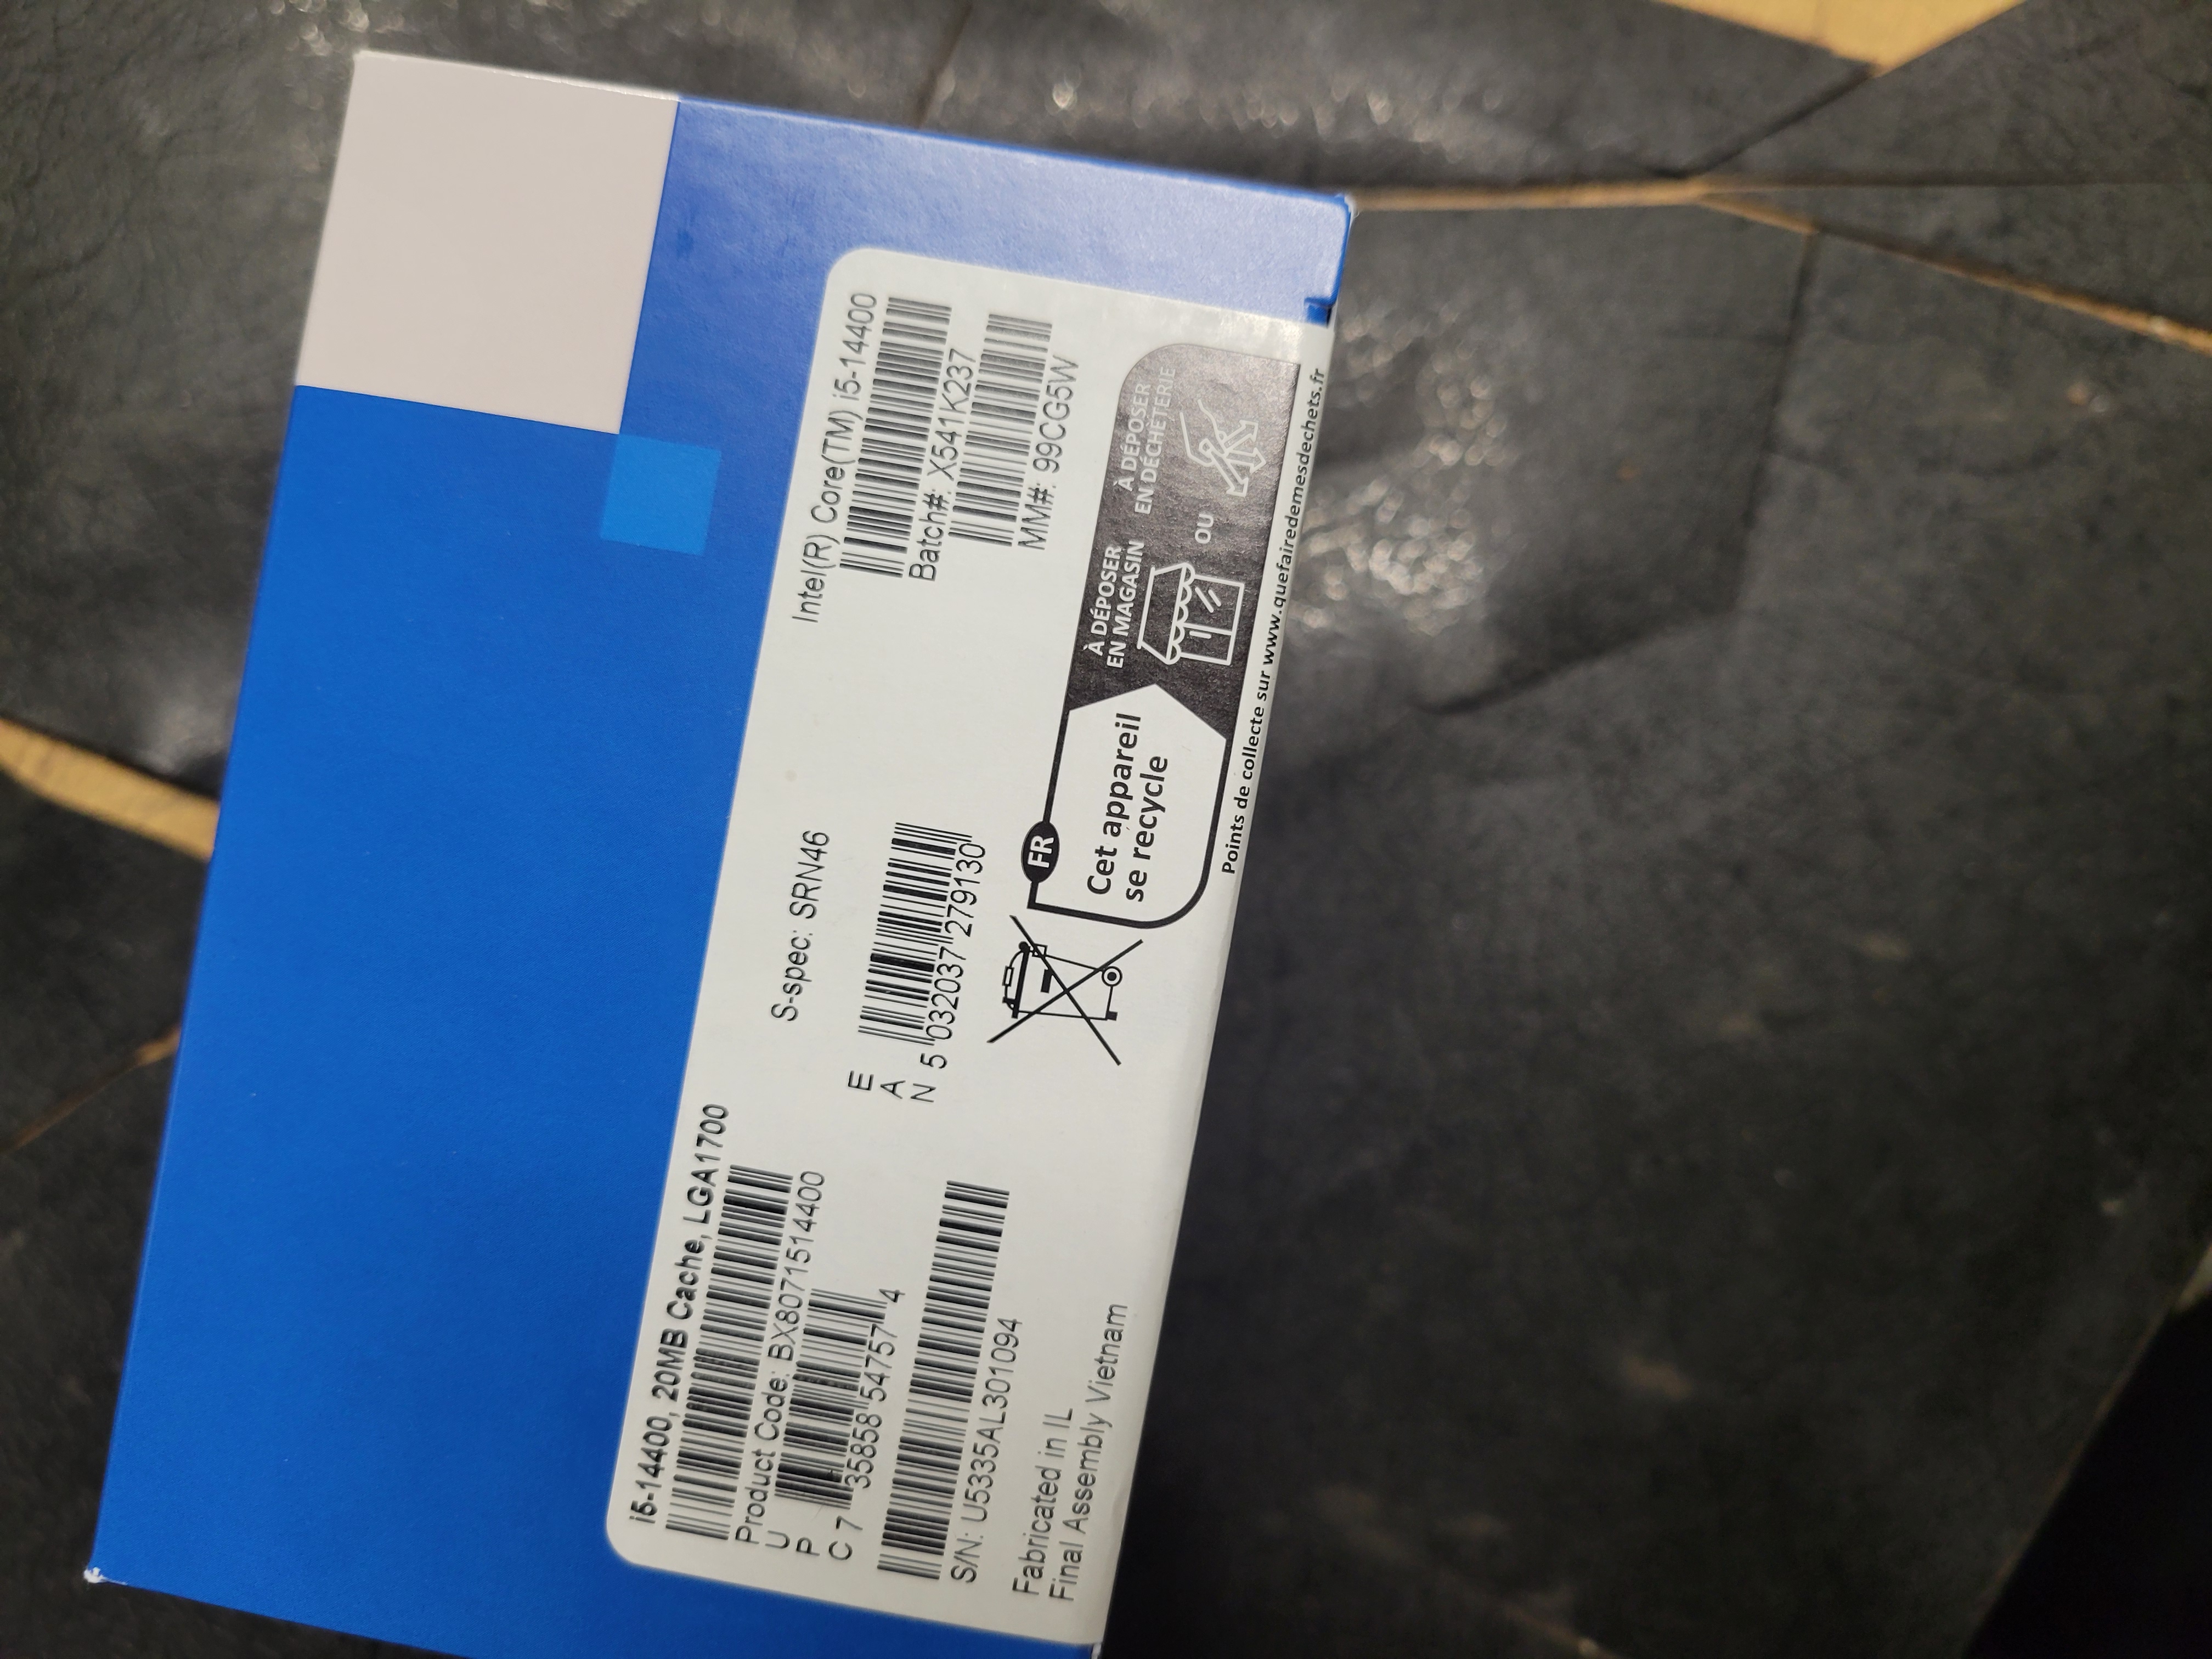 i5-14400, 20MB Cache, LGA1700
Product Code: BX8071514400
UPC 7 35858 54757 4
S/N: U5335AL301094
Fabricated in IL
Final Assembly Vietnam
S-spec: SRN46
EAN 5 032037 279130
Intel(R) Core(TM) i5-14400
Batch#: X541K237
MM#: 99CG5W
FR
Cet appareil
se recycle
À DÉPOSER
EN MAGASIN
OU
À DÉPOSER
EN DÉCHÈTERIE
Points de collecte sur www.quefairedemesdechets.fr